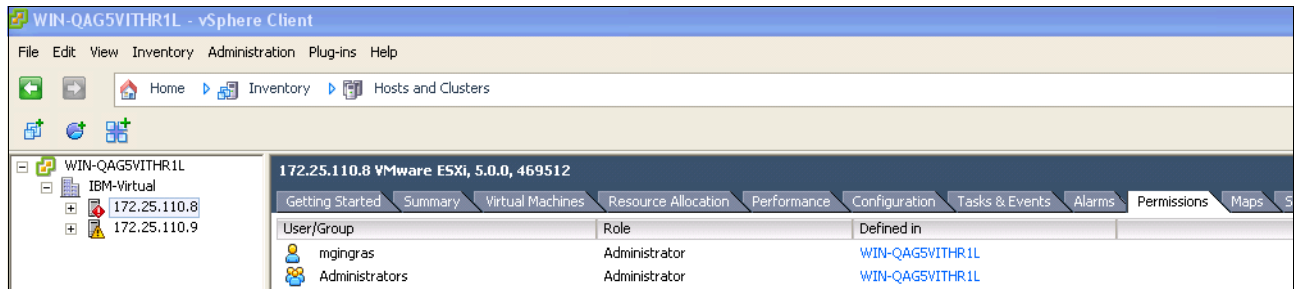 WIN-QAG5VITHR1L - vSphere Client
File Edit View Inventory Administration Plug-ins Help
Home Inventory Hosts and Clusters
WIN-QAG5VITHR1L
IBM-Virtual
172.25.110.8
172.25.110.9
172.25.110.8 VMware ESXi, 5.0.0, 469512
Getting Started Summary Virtual Machines Resource Allocation Performance Configuration Tasks & Events Alarms Permissions Maps S
User/Group Role Defined in
mgingras Administrator WIN-QAG5VITHR1L
Administrators Administrator WIN-QAG5VITHR1L